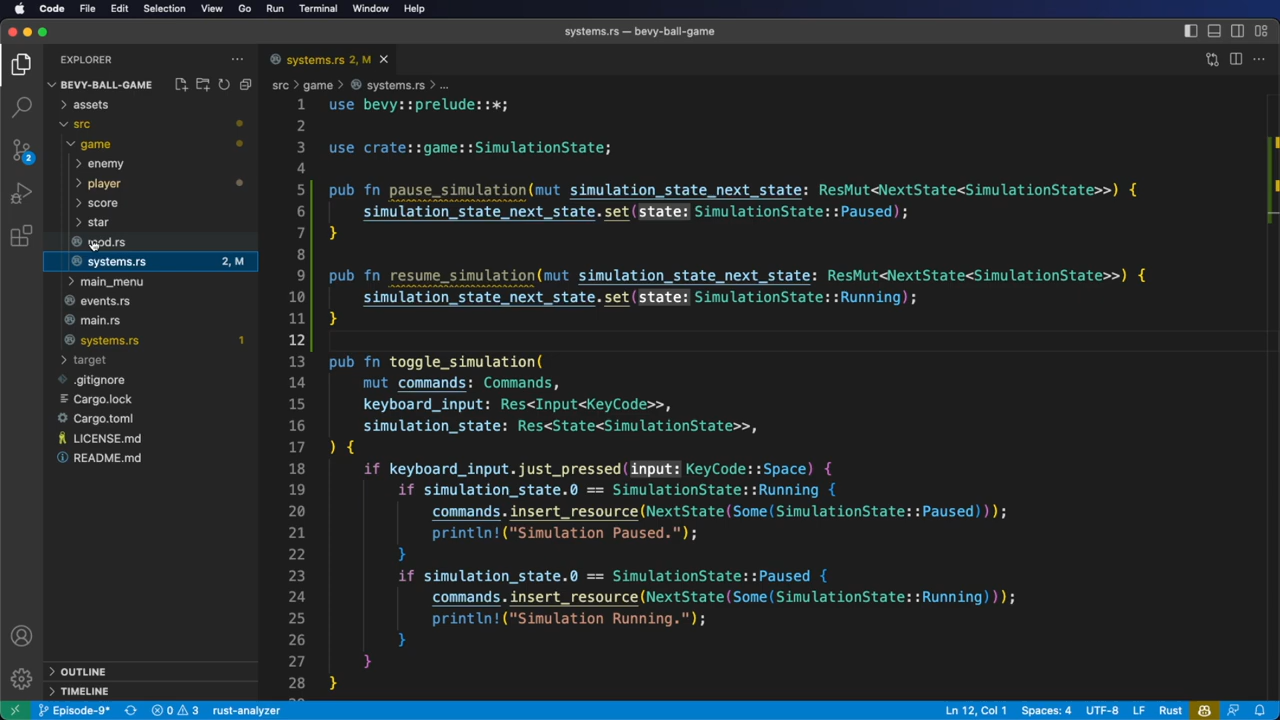 Code File Edit Selection View Go Run Terminal Window Help
systems.rs — bevy-ball-game
EXPLORER
BEVY-BALL-GAME
assets
src
game
enemy
player
score
star
mod.rs
systems.rs 2, M
main_menu
events.rs
main.rs
systems.rs 1
target
.gitignore
Cargo.lock
Cargo.toml
LICENSE.md
README.md
OUTLINE
TIMELINE
2
systems.rs 2, M
src > game > systems.rs > ...
1 use bevy::prelude::*;
2
3 use crate::game::SimulationState;
4
5 pub fn pause_simulation(mut simulation_state_next_state: ResMut<NextState<SimulationState>>) {
6 simulation_state_next_state.set(state: SimulationState::Paused);
7 }
8
9 pub fn resume_simulation(mut simulation_state_next_state: ResMut<NextState<SimulationState>>) {
10 simulation_state_next_state.set(state: SimulationState::Running);
11 }
12
13 pub fn toggle_simulation(
14 mut commands: Commands,
15 keyboard_input: Res<Input<KeyCode>>,
16 simulation_state: Res<State<SimulationState>>,
17 ) {
18 if keyboard_input.just_pressed(input: KeyCode::Space) {
19 if simulation_state.0 == SimulationState::Running {
20 commands.insert_resource(NextState(Some(SimulationState::Paused)));
21 println!("Simulation Paused.");
22 }
23 if simulation_state.0 == SimulationState::Paused {
24 commands.insert_resource(NextState(Some(SimulationState::Running)));
25 println!("Simulation Running.");
26 }
27 }
28 }
Episode-9* 0 3 rust-analyzer Ln 12, Col 1 Spaces: 4 UTF-8 LF Rust